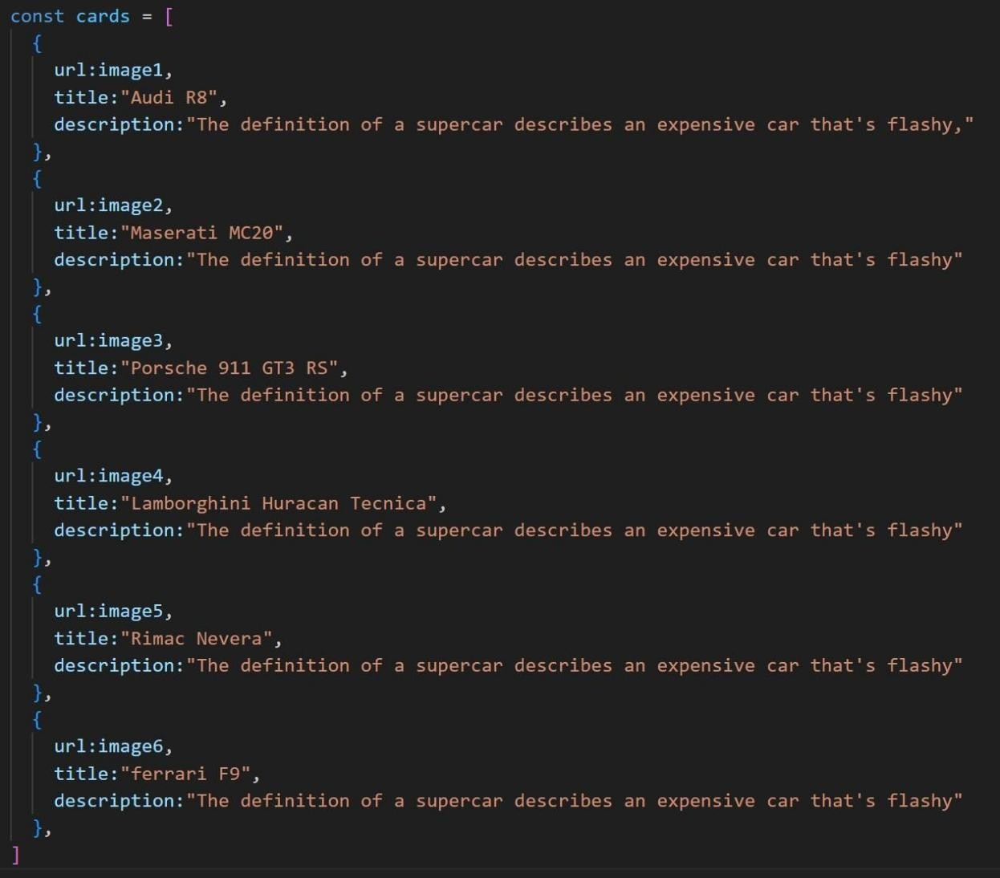 const cards = [
{
url:image1,
title:"Audi R8",
description:"The definition of a supercar describes an expensive car that's flashy,"
},
{
url:image2,
title:"Maserati MC20",
description:"The definition of a supercar describes an expensive car that's flashy"
},
{
url:image3,
title:"Porsche 911 GT3 RS",
description:"The definition of a supercar describes an expensive car that's flashy"
},
{
url:image4,
title:"Lamborghini Huracan Tecnica",
description:"The definition of a supercar describes an expensive car that's flashy"
},
{
url:image5,
title:"Rimac Nevera",
description:"The definition of a supercar describes an expensive car that's flashy"
},
{
url:image6,
title:"ferrari F9",
description:"The definition of a supercar describes an expensive car that's flashy"
},
]